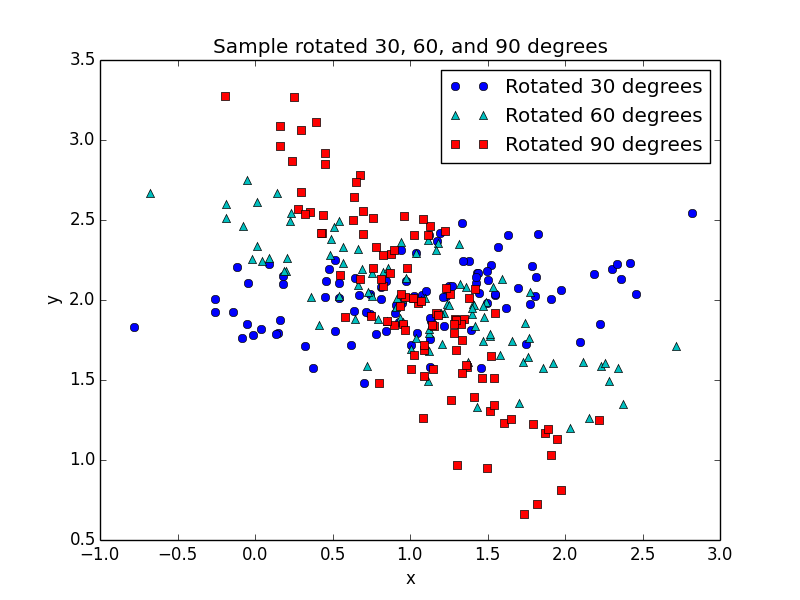 Sample rotated 30, 60, and 90 degrees
Rotated 30 degrees
Rotated 60 degrees
Rotated 90 degrees
3.5
3.0
2.5
2.0
1.5
1.0
0.5
y
−1.0 −0.5 0.0 0.5 1.0 1.5 2.0 2.5 3.0
x